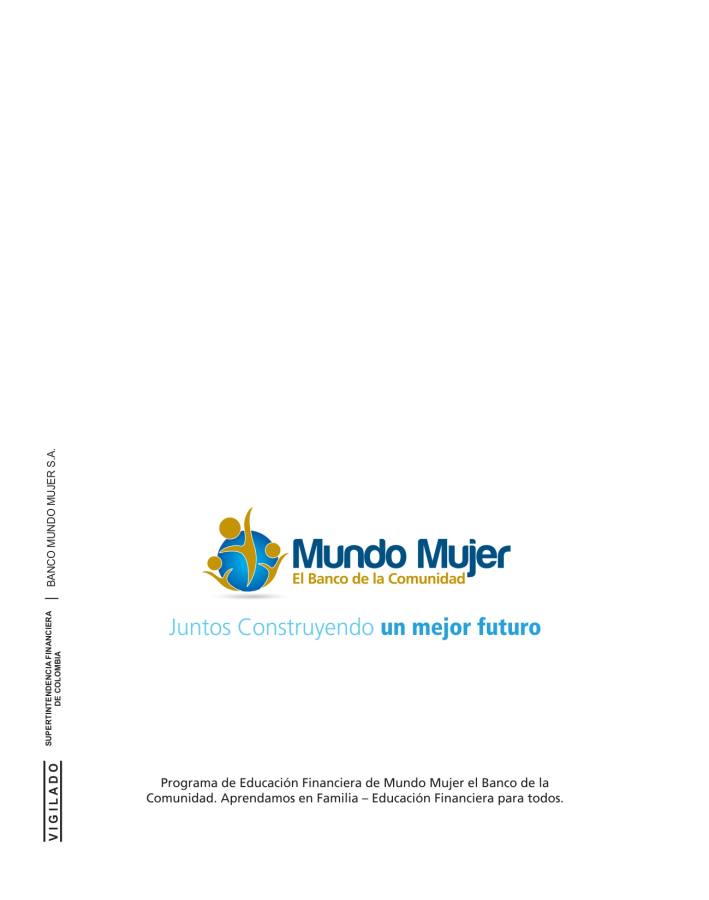 Mundo Mujer
El Banco de la Comunidad
Juntos Construyendo un mejor futuro
Programa de Educación Financiera de Mundo Mujer el Banco de la
Comunidad. Aprendamos en Familia – Educación Financiera para todos.
VIGILADO
SUPERINTENDENCIA FINANCIERA
DE COLOMBIA
| BANCO MUNDO MUJER S.A.